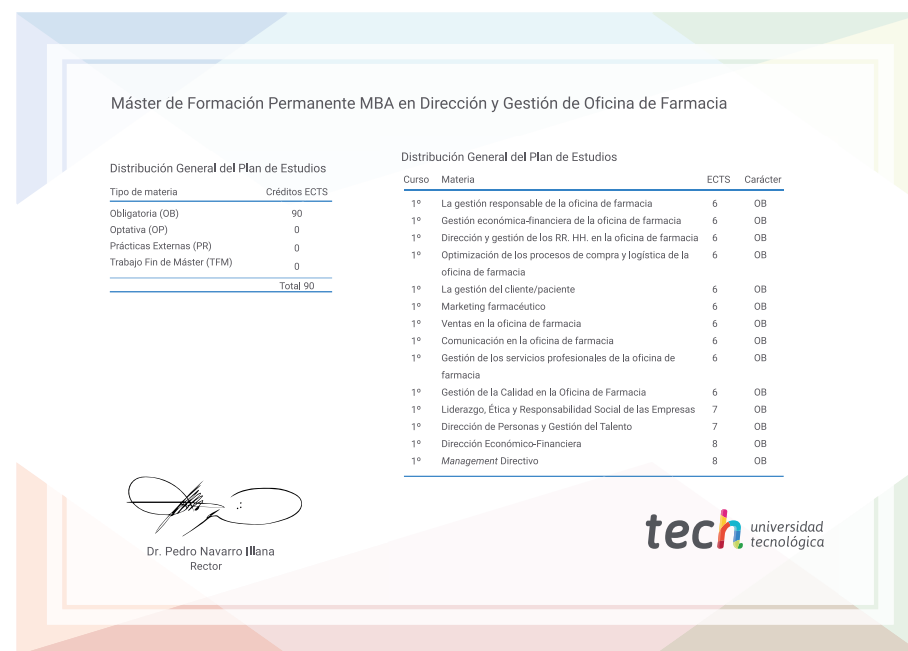 Máster de Formación Permanente MBA en Dirección y Gestión de Oficina de Farmacia
Distribución General del Plan de Estudios
Tipo de materia Créditos ECTS
Obligatoria (OB) 90
Optativa (OP) 0
Prácticas Externas (PR) 0
Trabajo Fin de Máster (TFM) 0
Total 90
Distribución General del Plan de Estudios
Curso Materia ECTS Carácter
1º La gestión responsable de la oficina de farmacia 6 OB
1º Gestión económica-financiera de la oficina de farmacia 6 OB
1º Dirección y gestión de los RR. HH. en la oficina de farmacia 6 OB
1º Optimización de los procesos de compra y logística de la 6 OB
oficina de farmacia
1º La gestión del cliente/paciente 6 OB
1º Marketing farmacéutico 6 OB
1º Ventas en la oficina de farmacia 6 OB
1º Comunicación en la oficina de farmacia 6 OB
1º Gestión de los servicios profesionales de la oficina de 6 OB
farmacia
1º Gestión de la Calidad en la Oficina de Farmacia 6 OB
1º Liderazgo, Ética y Responsabilidad Social de las Empresas 7 OB
1º Dirección de Personas y Gestión del Talento 7 OB
1º Dirección Económico-Financiera 8 OB
1º Management Directivo 8 OB
Dr. Pedro Navarro Illana
Rector
tech universidad
tecnológica